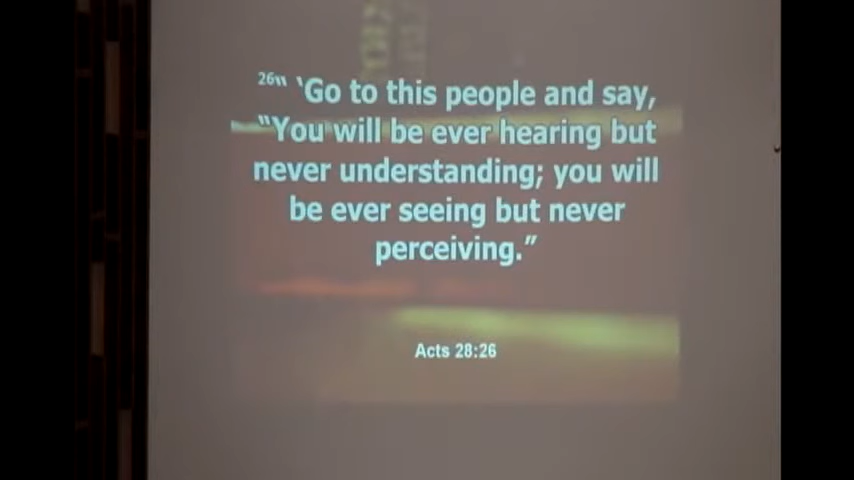 26“ ‘Go to this people and say,
“You will be ever hearing but
never understanding; you will
be ever seeing but never
perceiving.”
Acts 28:26